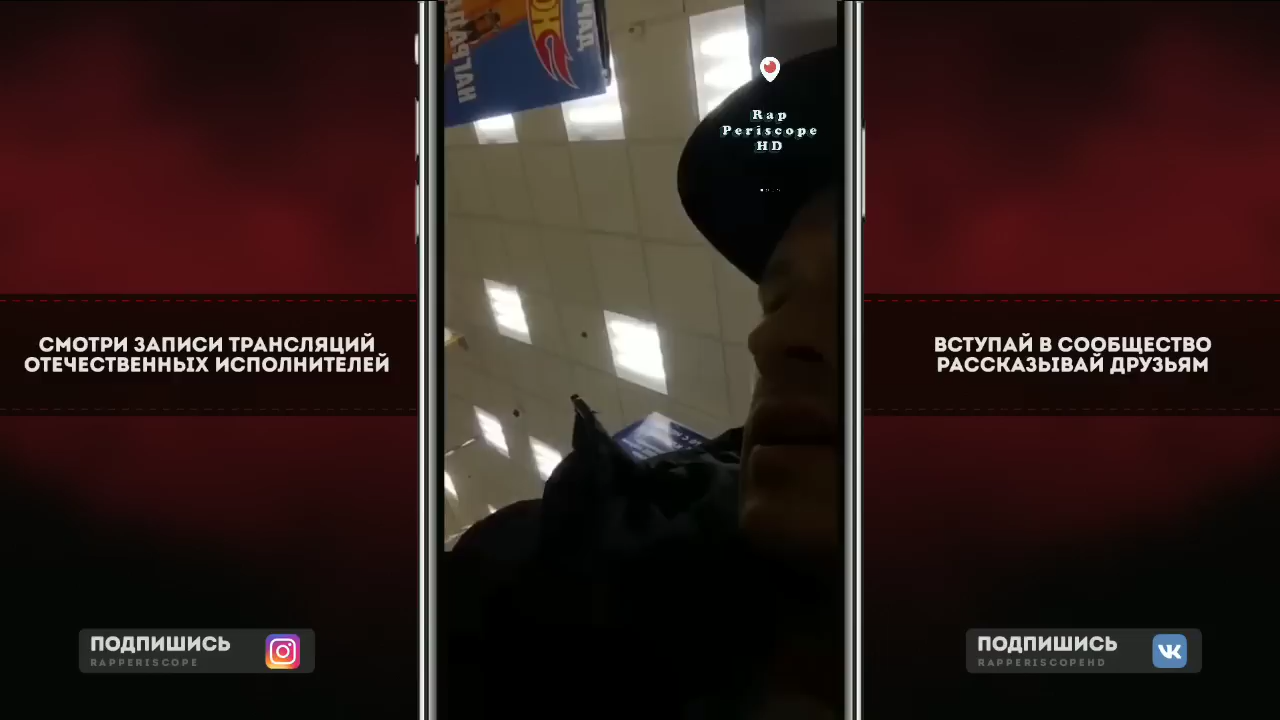 Rap
Periscope
HD
СМОТРИ ЗАПИСИ ТРАНСЛЯЦИЙ
ОТЕЧЕСТВЕННЫХ ИСПОЛНИТЕЛЕЙ
ВСТУПАЙ В СООБЩЕСТВО
РАССКАЗЫВАЙ ДРУЗЬЯМ
ПОДПИШИСЬ
RAPPERISCOPE
ПОДПИШИСЬ
RAPPERISCOPEHD